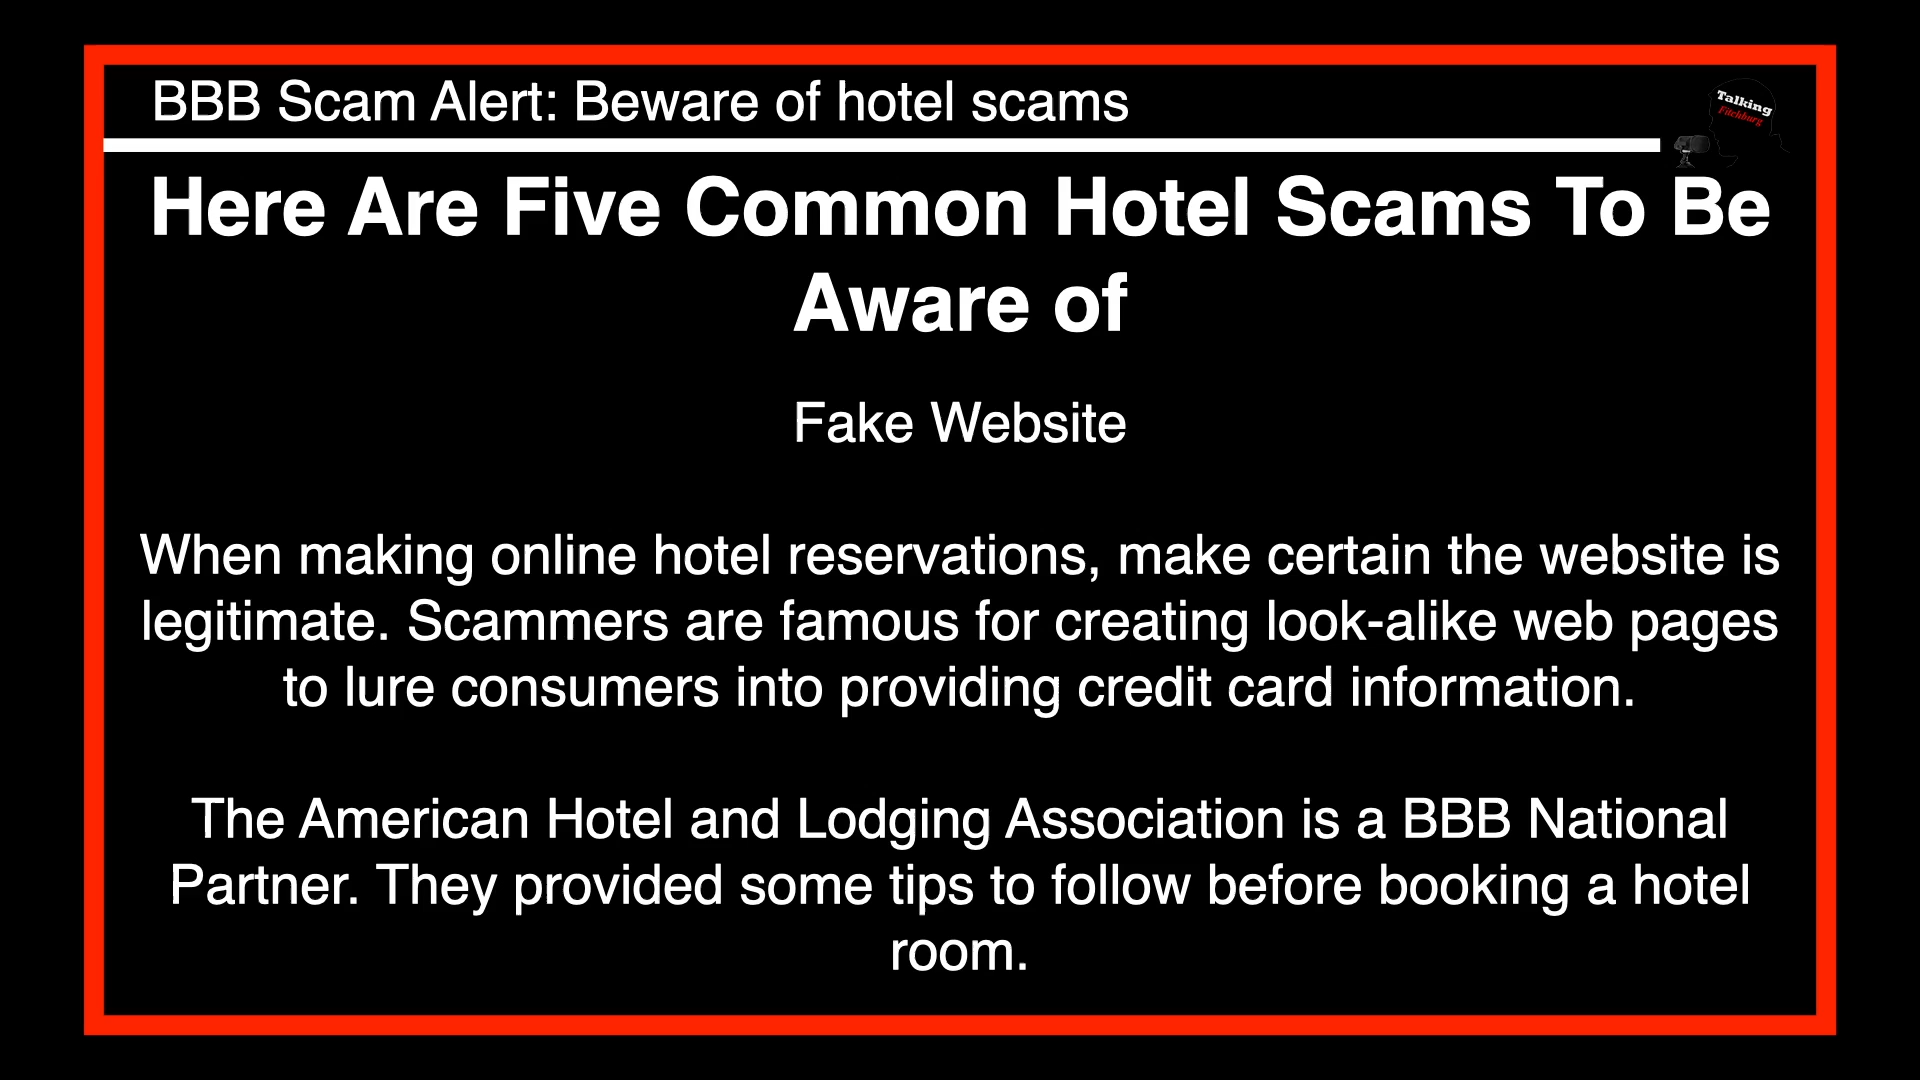 BBB Scam Alert: Beware of hotel scams
Talking
Fitchburg
Here Are Five Common Hotel Scams To Be
Aware of
Fake Website
When making online hotel reservations, make certain the website is
legitimate. Scammers are famous for creating look-alike web pages
to lure consumers into providing credit card information.
The American Hotel and Lodging Association is a BBB National
Partner. They provided some tips to follow before booking a hotel
room.